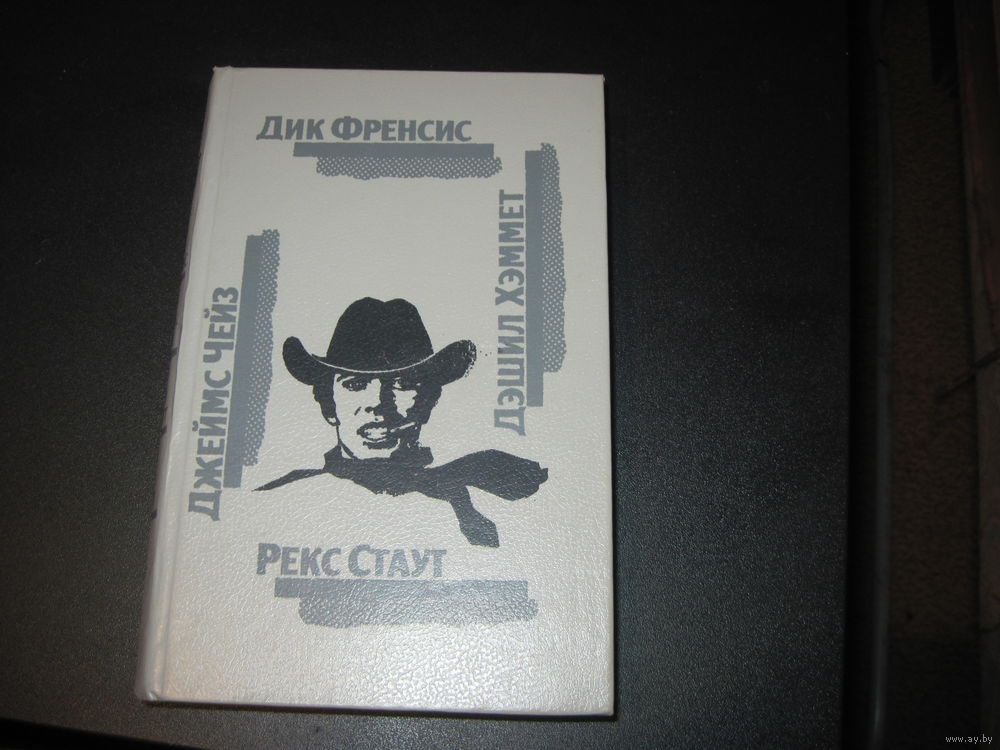 Дик Френсис
Джеймс Чейз
Дэшил Хэммет
Рекс Стаут
www.ay.by